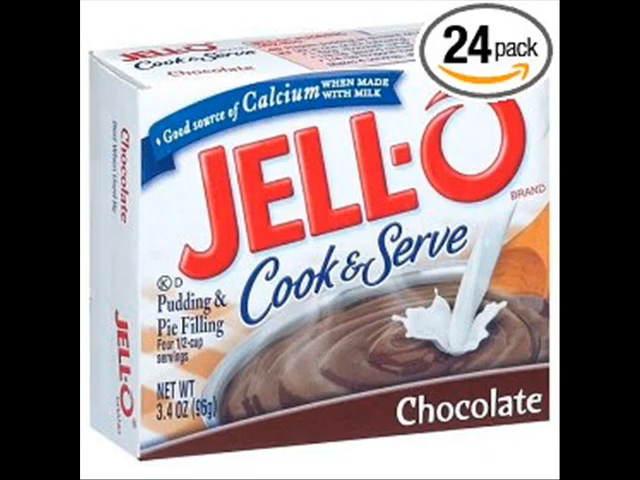 24 pack
JELL-O
Cook & Serve
Chocolate
Good source of Calcium WHEN MADE WITH MILK
JELL-O
BRAND
Cook & Serve
K D
Pudding &
Pie Filling
Four 1/2-cup
servings
NET WT
3.4 OZ (96g)
Chocolate
Chocolate
JELL-O